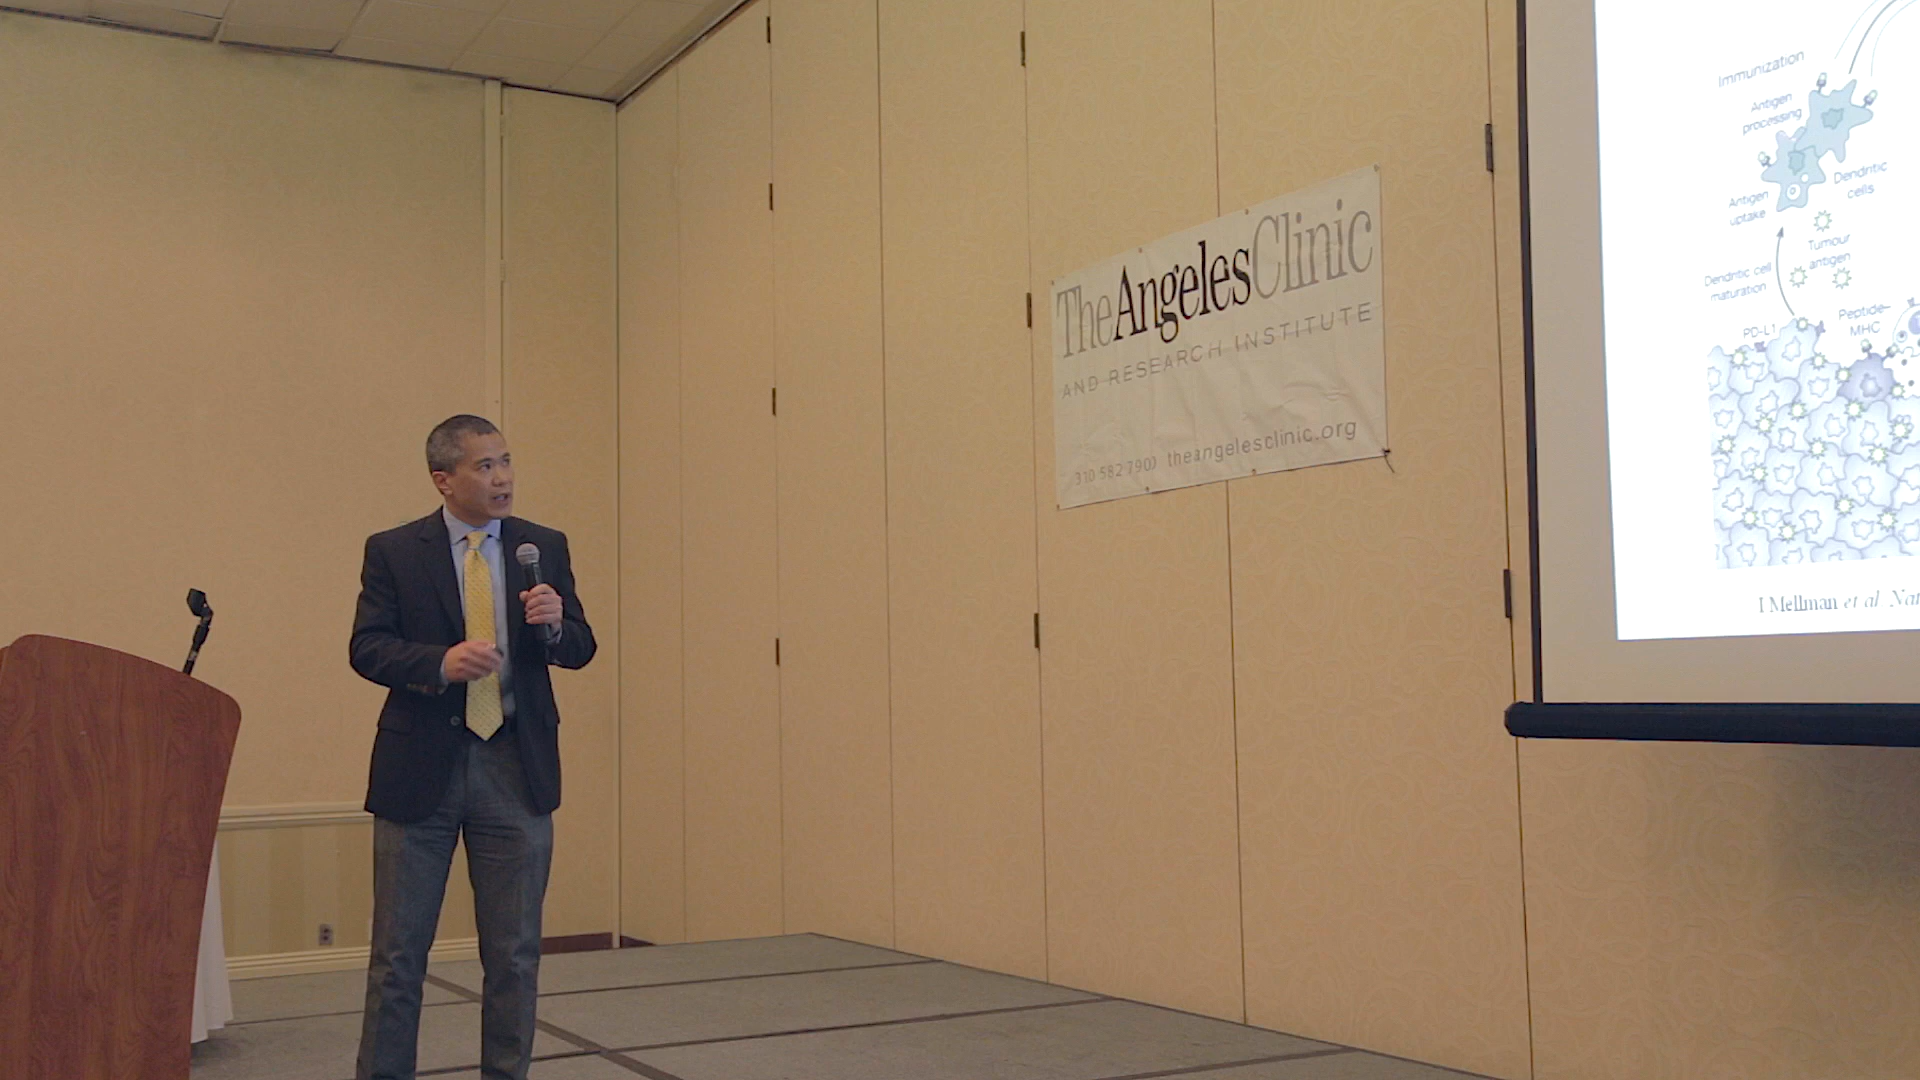 TheAngelesClinic
AND RESEARCH INSTITUTE
310 582 7900 theangelesclinic.org
Immunization
Antigen
processing
Dendritic
cells
Antigen
uptake
Tumour
antigen
Dendritic cell
maturation
Peptide-
MHC
PD-L1
I Mellman et al Nat